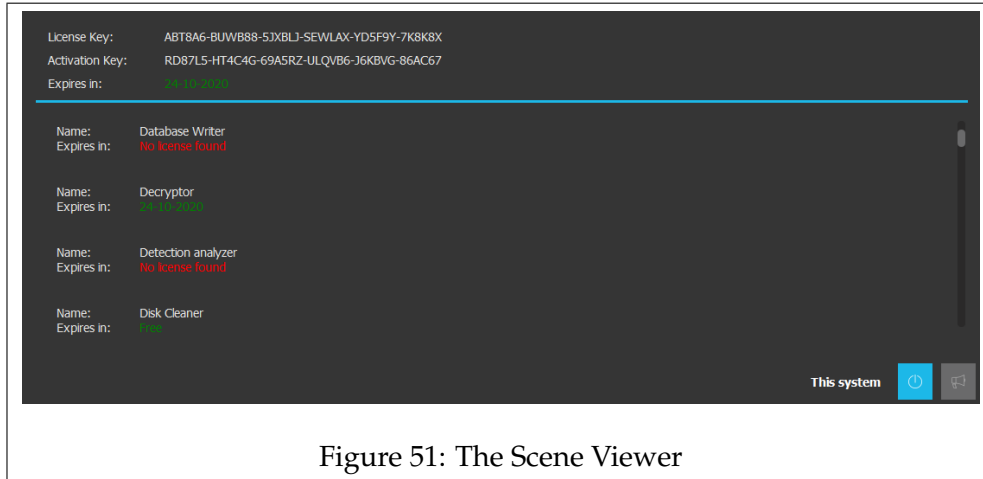 License Key: ABT8A6-BUWB88-5JXBLJ-SEWLAX-YD5F9Y-7K8K8X
Activation Key: RD87L5-HT4C4G-69A5RZ-ULQVB6-J6KBVG-86AC67
Expires in: 24-10-2020
Name: Database Writer
Expires in: No license found
Name: Decryptor
Expires in: 24-10-2020
Name: Detection analyzer
Expires in: No license found
Name: Disk Cleaner
Expires in: Free
This system
Figure 51: The Scene Viewer